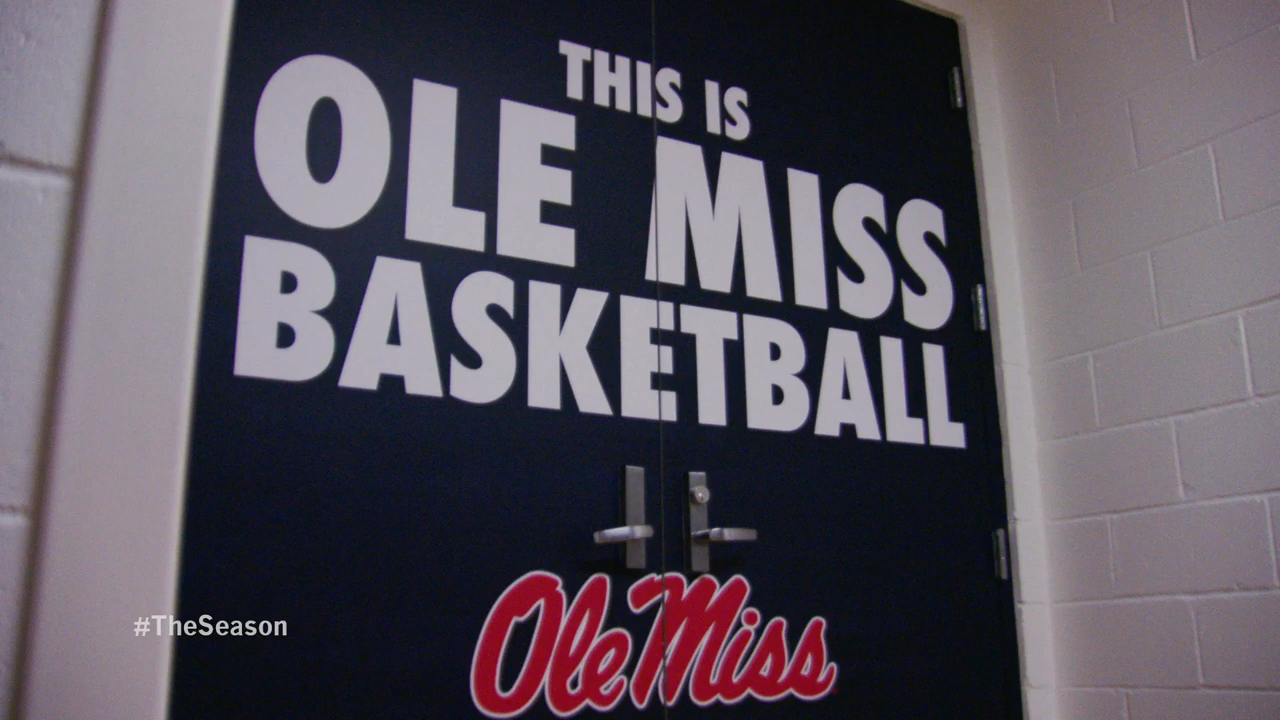 THIS IS
OLE MISS
BASKETBALL
Ole Miss
#TheSeason